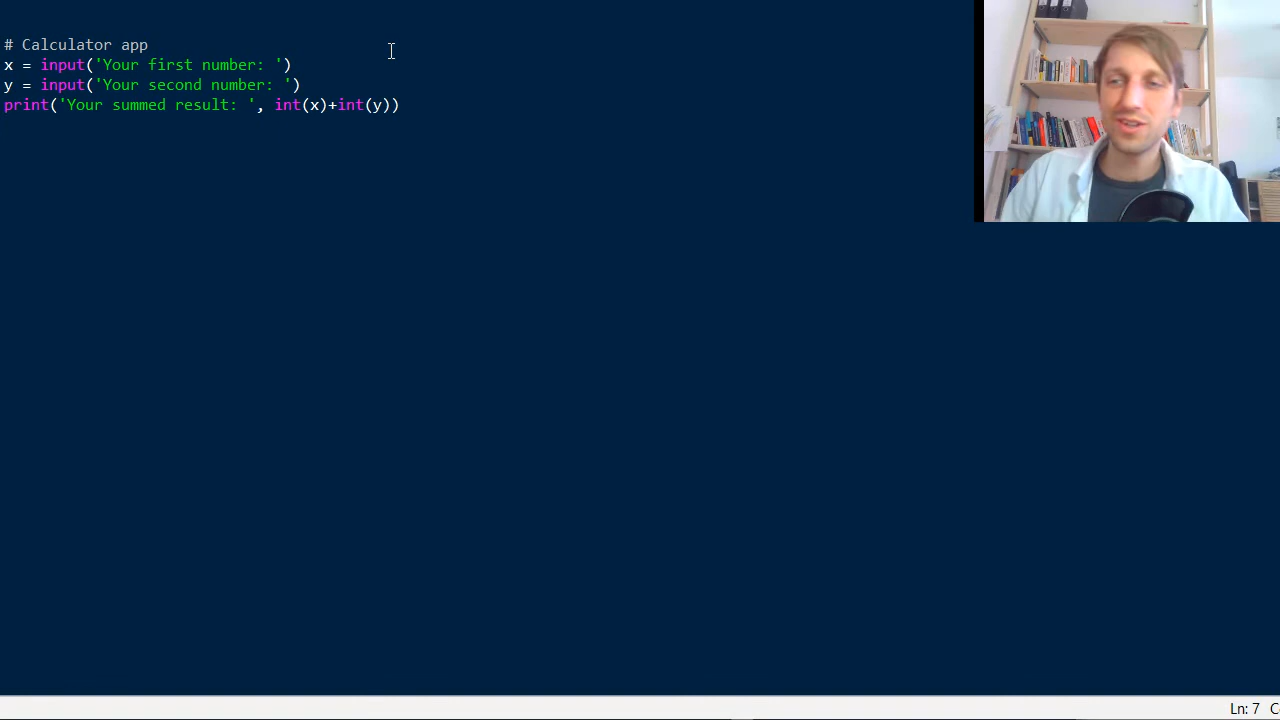 # Calculator app
x = input('Your first number: ')
y = input('Your second number: ')
print('Your summed result: ', int(x)+int(y))
Ln: 7 C